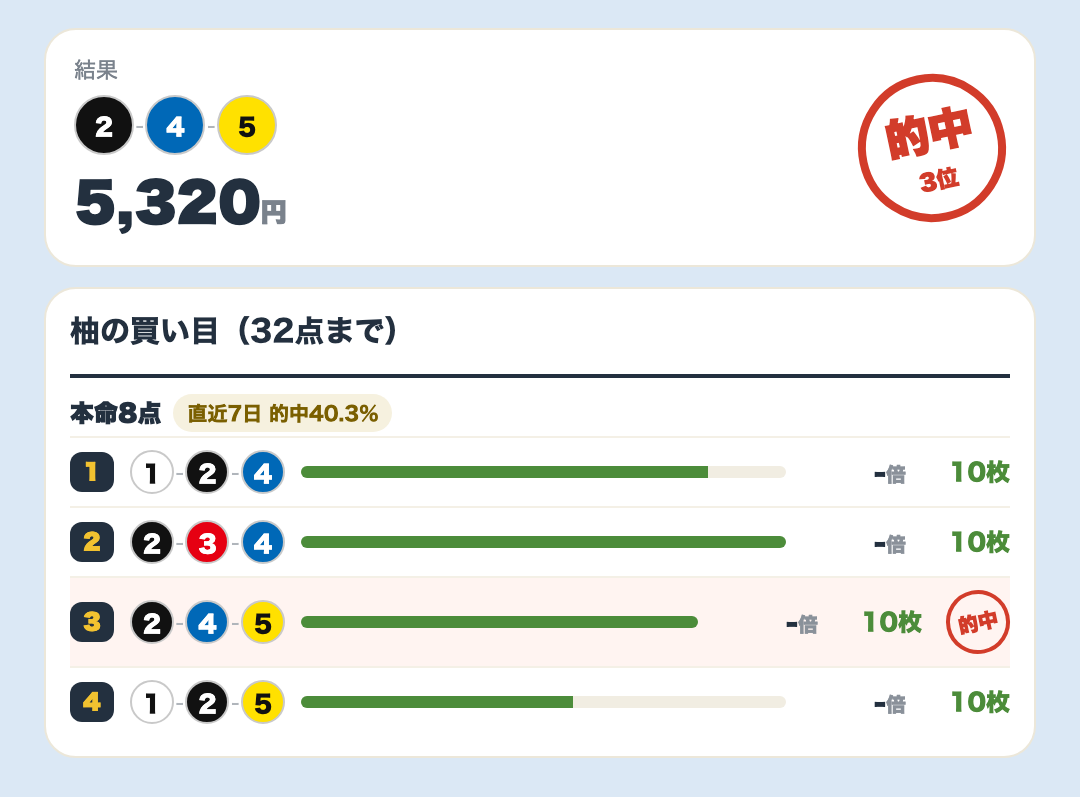 結果
2-4-5
5,320円
的中
3位
柚の買い目（32点まで）
本命8点 直近7日 的中40.3%
1 1-2-4 -倍 10枚
2 2-3-4 -倍 10枚
3 2-4-5 -倍 10枚 的中
4 1-2-5 -倍 10枚